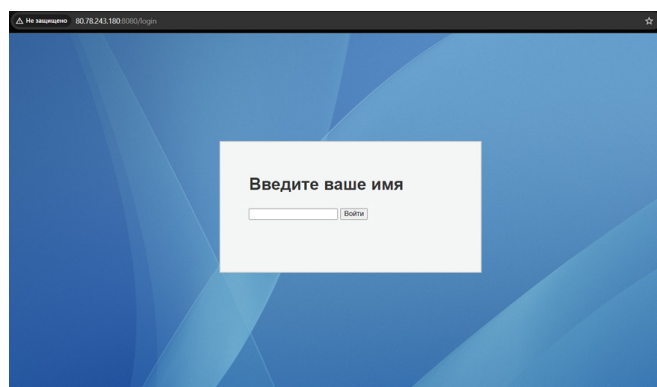 Не защищено 80.78.243.180:8080/login
Введите ваше имя
Войти